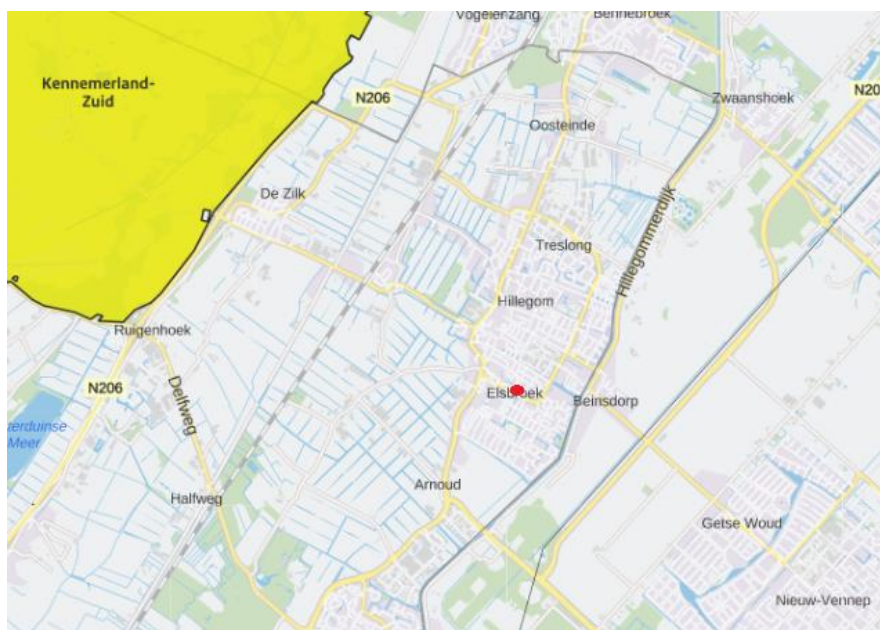 Vogelenzang
Bennebroek
Kennemerland-
Zuid
N206
Zwaanshoek
N20
Oosteinde
De Zilk
Hillegommerdijk
Treslong
Hillegom
Ruigenhoek
N206
Delfweg
Elsbroek
Beinsdorp
terduinse
Meer
Arnoud
Halfweg
Getse Woud
Nieuw-Vennep